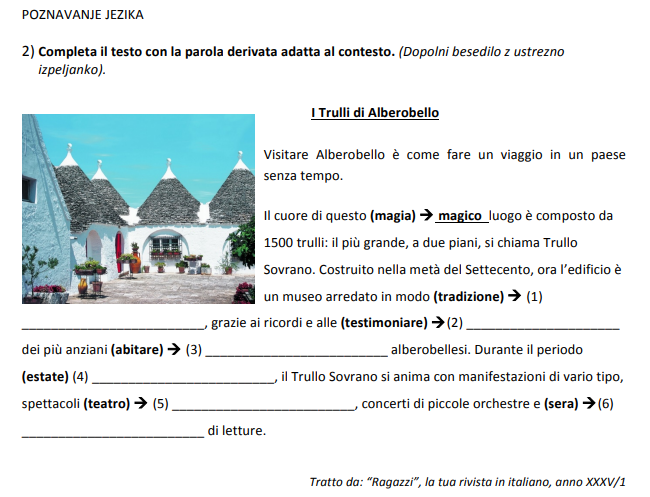 POZNAVANJE JEZIKA
2) Completa il testo con la parola derivata adatta al contesto. (Dopolni besedilo z ustrezno
izpeljanko).
I Trulli di Alberobello
Visitare Alberobello è come fare un viaggio in un paese
senza tempo.
Il cuore di questo (magia) → magico luogo è composto da
1500 trulli: il più grande, a due piani, si chiama Trullo
Sovrano. Costruito nella metà del Settecento, ora l’edificio è
un museo arredato in modo (tradizione) → (1)
_________________________, grazie ai ricordi e alle (testimoniare) →(2) _____________________
dei più anziani (abitare) → (3) _________________________ alberobellesi. Durante il periodo
(estate) (4) _________________________, il Trullo Sovrano si anima con manifestazioni di vario tipo,
spettacoli (teatro) → (5) _________________________, concerti di piccole orchestre e (sera) →(6)
_________________________ di letture.
Tratto da: “Ragazzi”, la tua rivista in italiano, anno XXXV/1